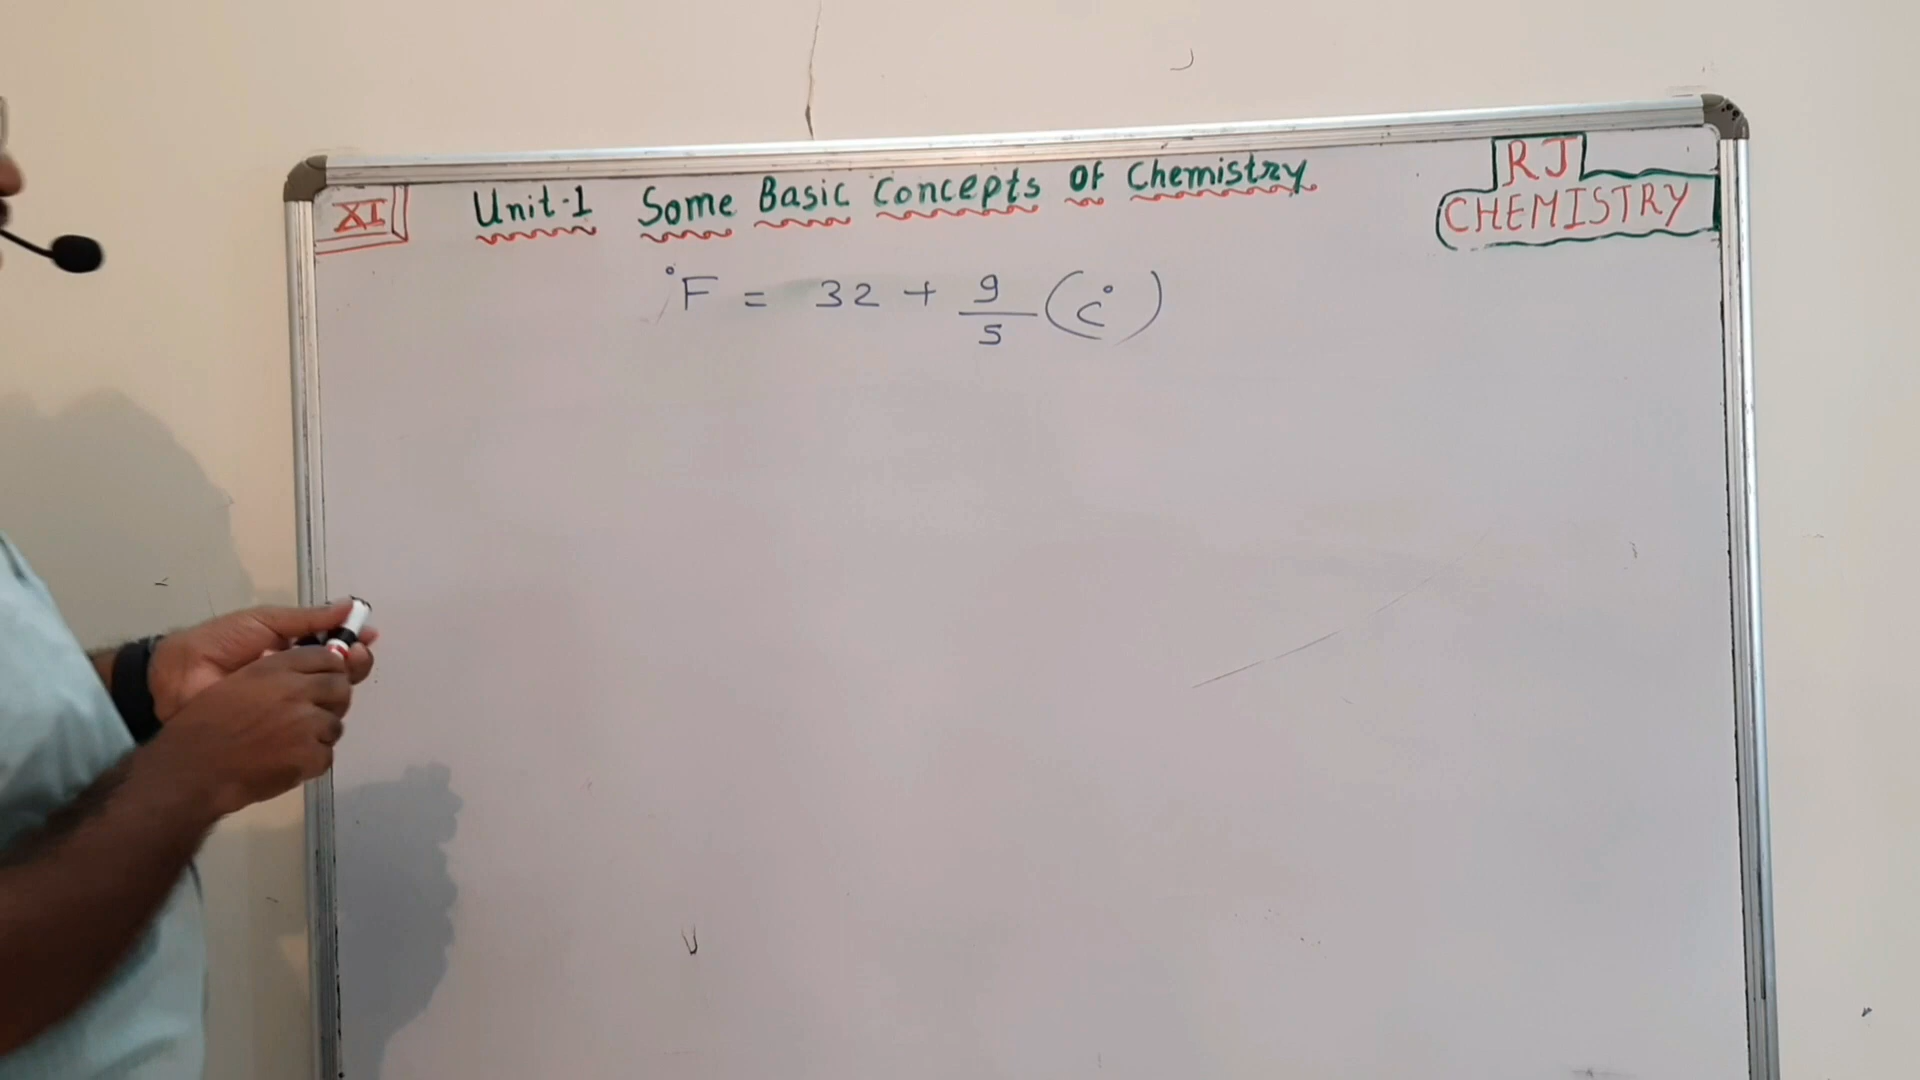 XI Unit-1 Some Basic Concepts Of Chemistry
RJ
CHEMISTRY
°F = 32 + 9/5 (c°)